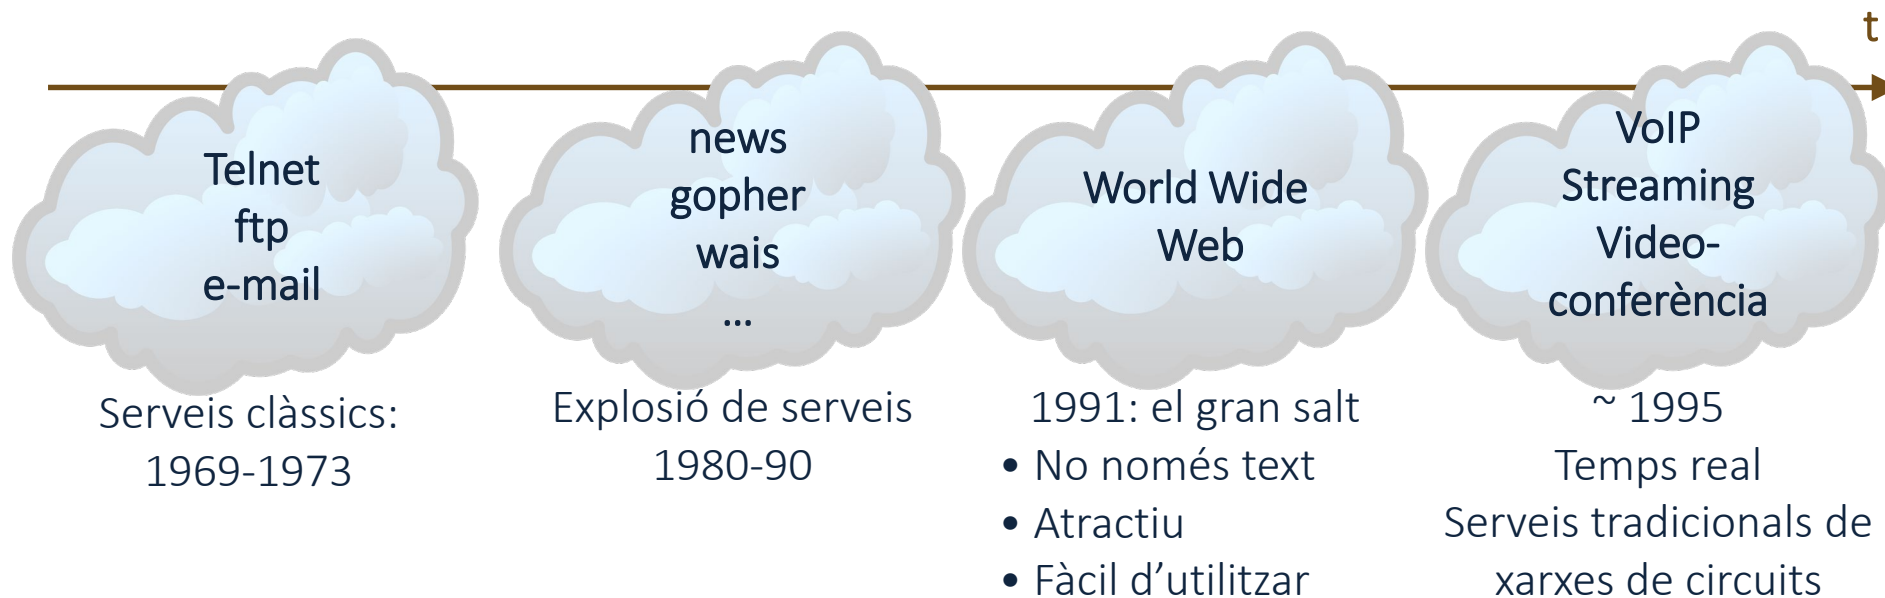 t
Telnet
ftp
e-mail
Serveis clàssics:
1969-1973
news
gopher
wais
...
Explosió de serveis
1980-90
World Wide
Web
1991: el gran salt
• No només text
• Atractiu
• Fàcil d’utilitzar
VoIP
Streaming
Video-
conferència
~ 1995
Temps real
Serveis tradicionals de
xarxes de circuits